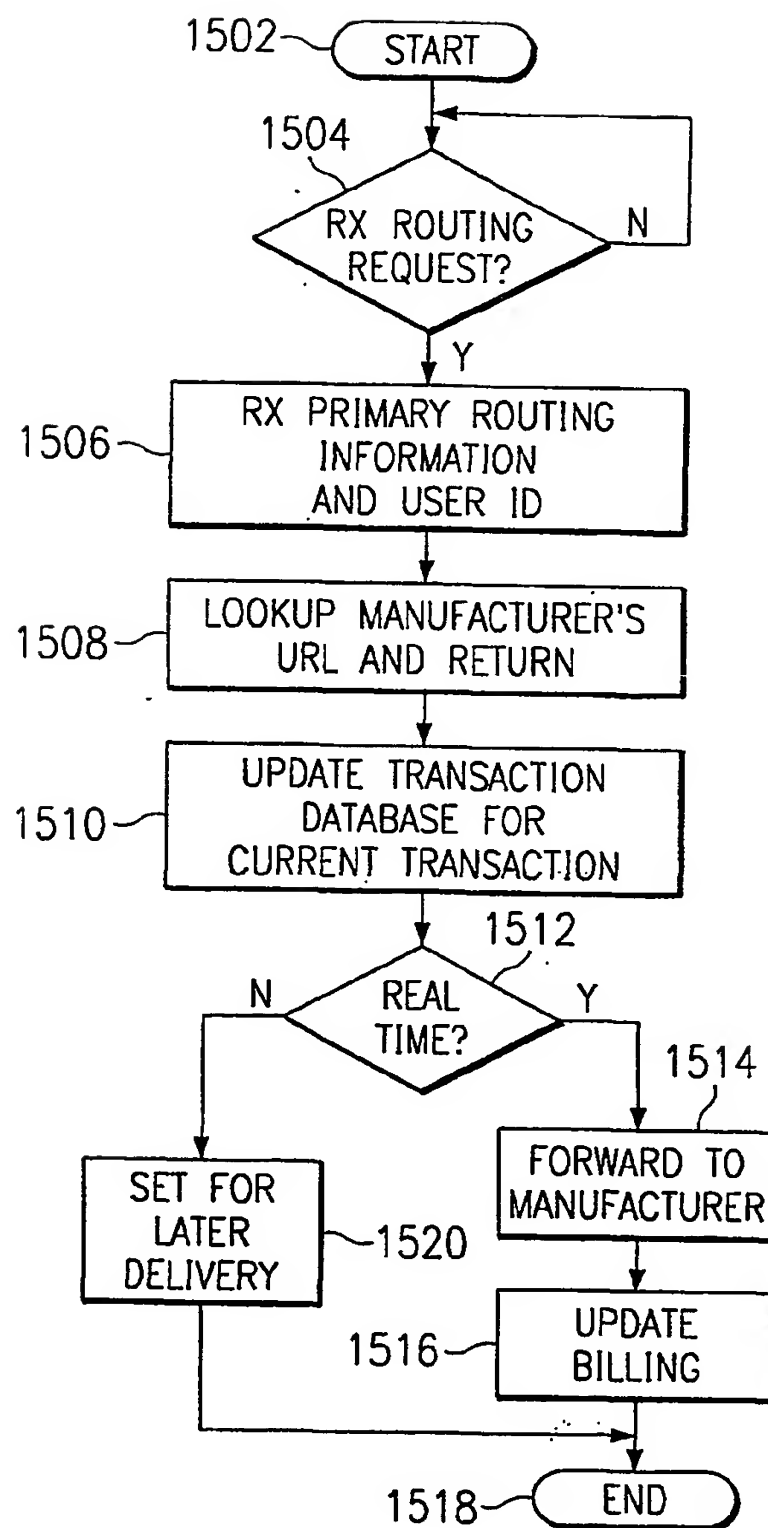 1502
START
1504
RX ROUTING
REQUEST?
N
Y
1506
RX PRIMARY ROUTING
INFORMATION
AND USER ID
1508
LOOKUP MANUFACTURER'S
URL AND RETURN
1510
UPDATE TRANSACTION
DATABASE FOR
CURRENT TRANSACTION
1512
N
REAL
TIME?
Y
1514
FORWARD TO
MANUFACTURER
SET FOR
LATER
DELIVERY
1520
1516
UPDATE
BILLING
1518
END